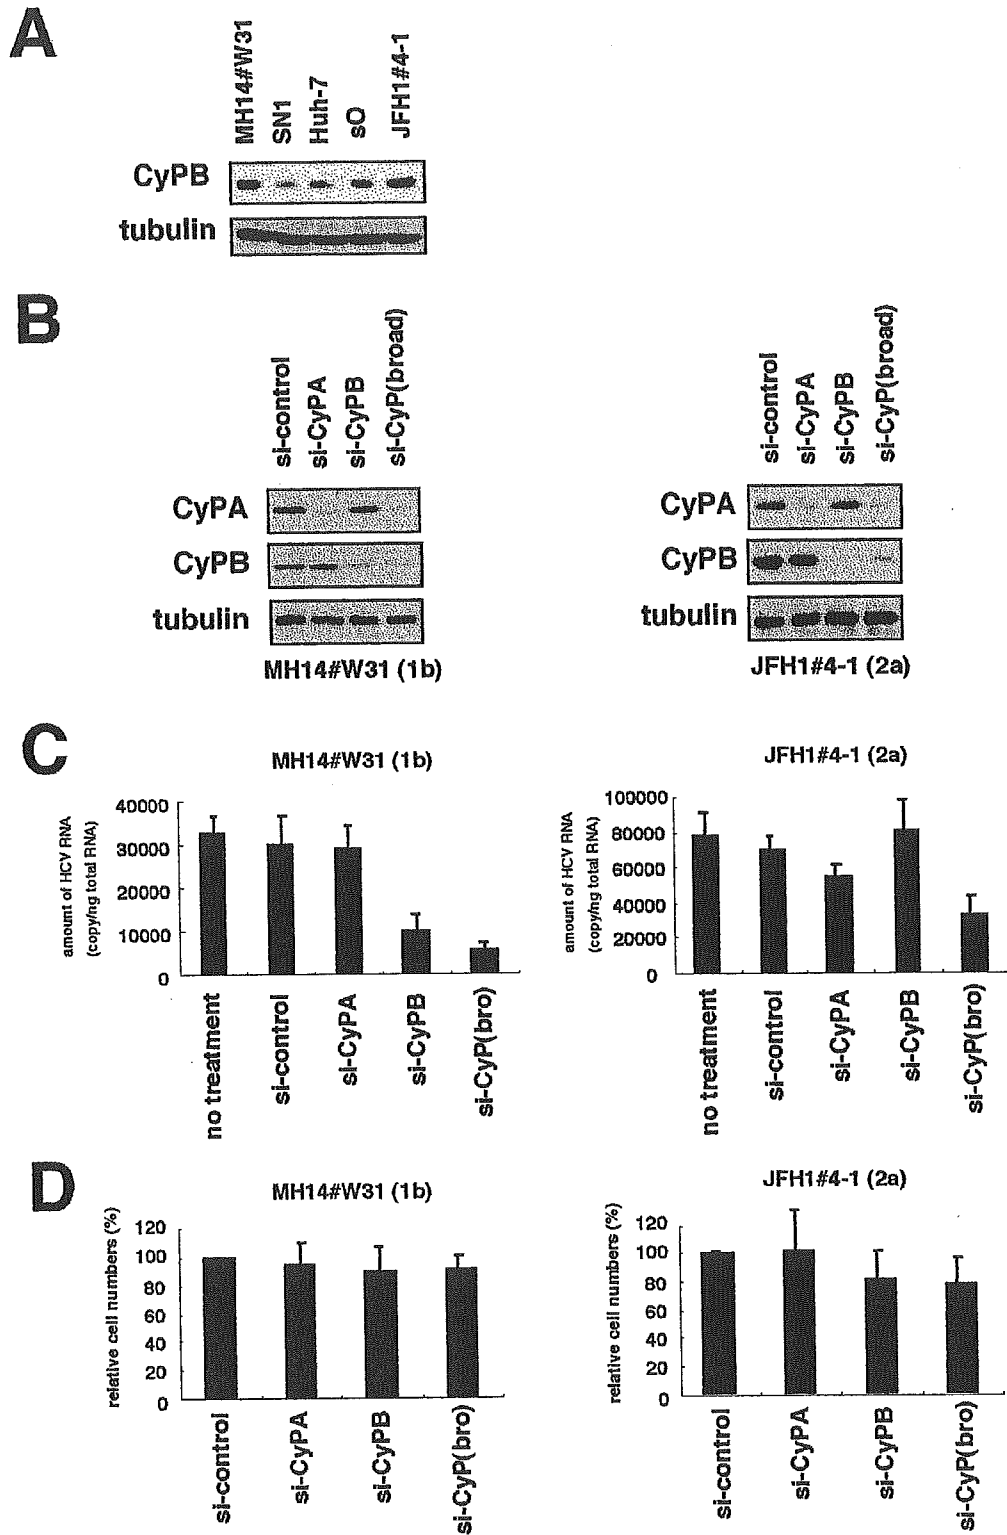 A
MH14#W31
SN1
Huh-7
sO
JFH1#4-1
CyPB
tubulin
B
si-control
si-CyPA
si-CyPB
si-CyP(broad)
CyPA
CyPB
tubulin
MH14#W31 (1b)
si-control
si-CyPA
si-CyPB
si-CyP(broad)
CyPA
CyPB
tubulin
JFH1#4-1 (2a)
C
MH14#W31 (1b)
amount of HCV RNA
(copy/ng total RNA)
40000
30000
20000
10000
0
no treatment
si-control
si-CyPA
si-CyPB
si-CyP(bro)
JFH1#4-1 (2a)
amount of HCV RNA
(copy/ng total RNA)
100000
80000
60000
40000
20000
0
no treatment
si-control
si-CyPA
si-CyPB
si-CyP(bro)
D
MH14#W31 (1b)
relative cell numbers (%)
120
100
80
60
40
20
0
si-control
si-CyPA
si-CyPB
si-CyP(bro)
JFH1#4-1 (2a)
relative cell numbers (%)
120
100
80
60
40
20
0
si-control
si-CyPA
si-CyPB
si-CyP(bro)